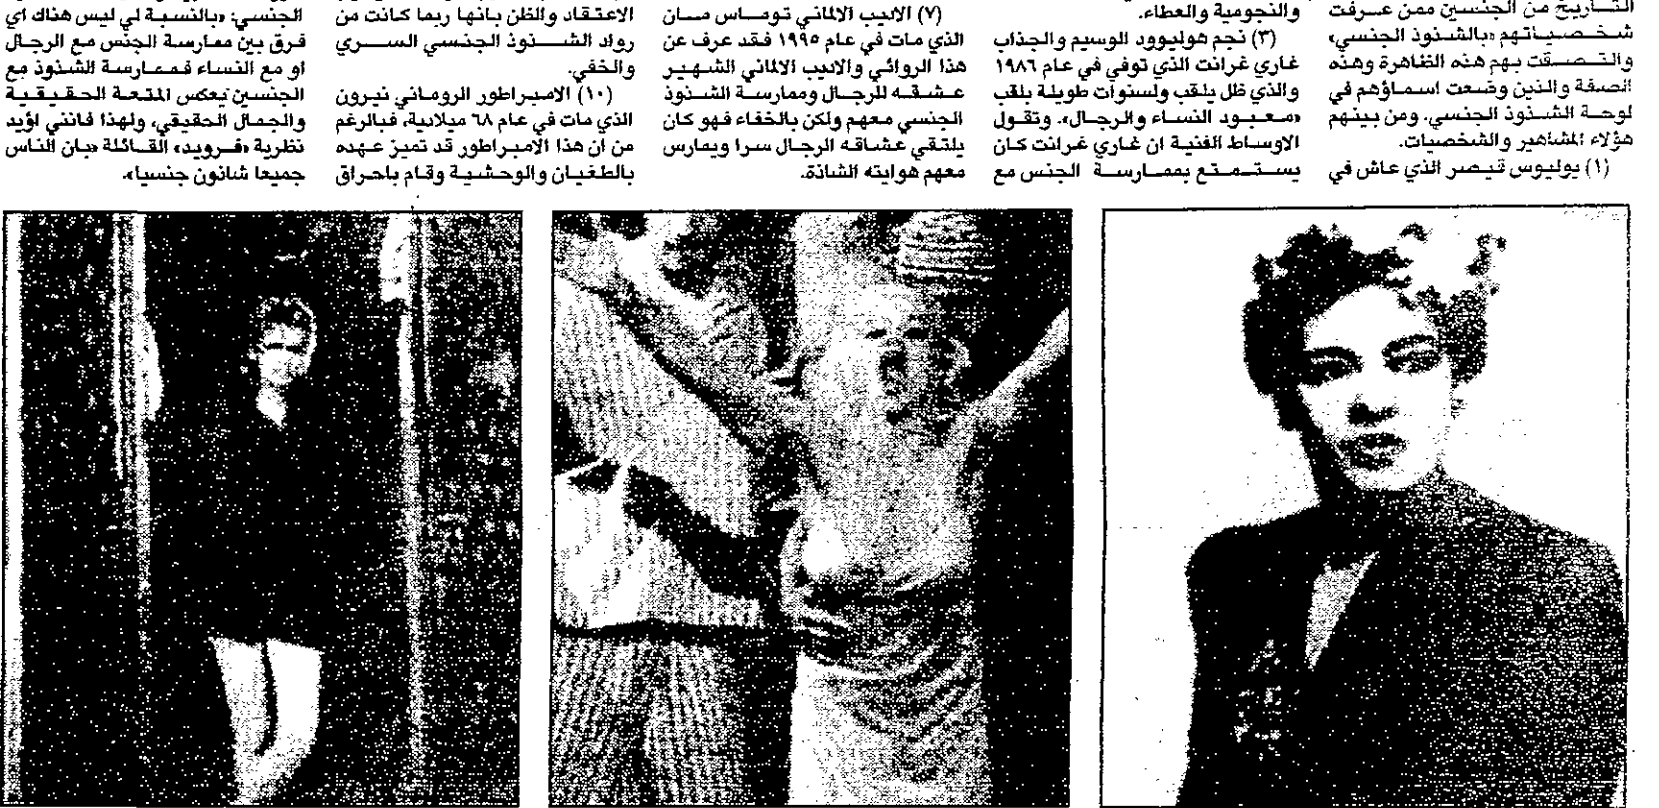 التاريخ من الجنسين ممن عرفت
شخصياتهم «بالشذوذ الجنسي»
والتصقت بهم هذه الظاهرة وهذه
الصفة والذين وضعت اسماؤهم في
لوحة الشذوذ الجنسي. ومن بينهم
هؤلاء المشاهير والشخصيات.
(١) يوليوس قيصر الذي عاش في
والنجومية والعطاء.
(٣) نجم هوليوود الوسيم والجذاب
غاري غرانت الذي توفي في عام ١٩٨٦
والذي ظل يلقب ولسنوات طويلة بلقب
«معبود النساء والرجال». وتقول
الاوساط الفنية ان غاري غرانت كان
يستمتع بممارسة الجنس مع
(٧) الاديب الالماني توماس مان
الذي مات في عام ١٩٩٥ فقد عرف عن
هذا الروائي والاديب الالماني الشهير
عشقه للرجال وممارسة الشذوذ
الجنسي معهم ولكن بالخفاء فهو كان
يلتقي عشاقه الرجال سرا ويمارس
معهم هوايته الشاذة.
الاعتقاد والظن بانها ربما كانت من
رواد الشذوذ الجنسي السري
والخفي.
(١٠) الامبراطور الروماني نيرون
الذي مات في عام ٦٨ ميلادية، فبالرغم
من ان هذا الامبراطور قد تميز عهده
بالطغيان والوحشية وقام باحراق
الجنسي: «بالنسبة لي ليس هناك اي
فرق بين ممارسة الجنس مع الرجال
او مع النساء فممارسة الشذوذ مع
الجنسين يعكس المتعة الحقيقية
والجمال الحقيقي، ولهذا فانني اؤيد
نظرية «فرويد» القائلة «بان الناس
جميعا شاذون جنسيا».